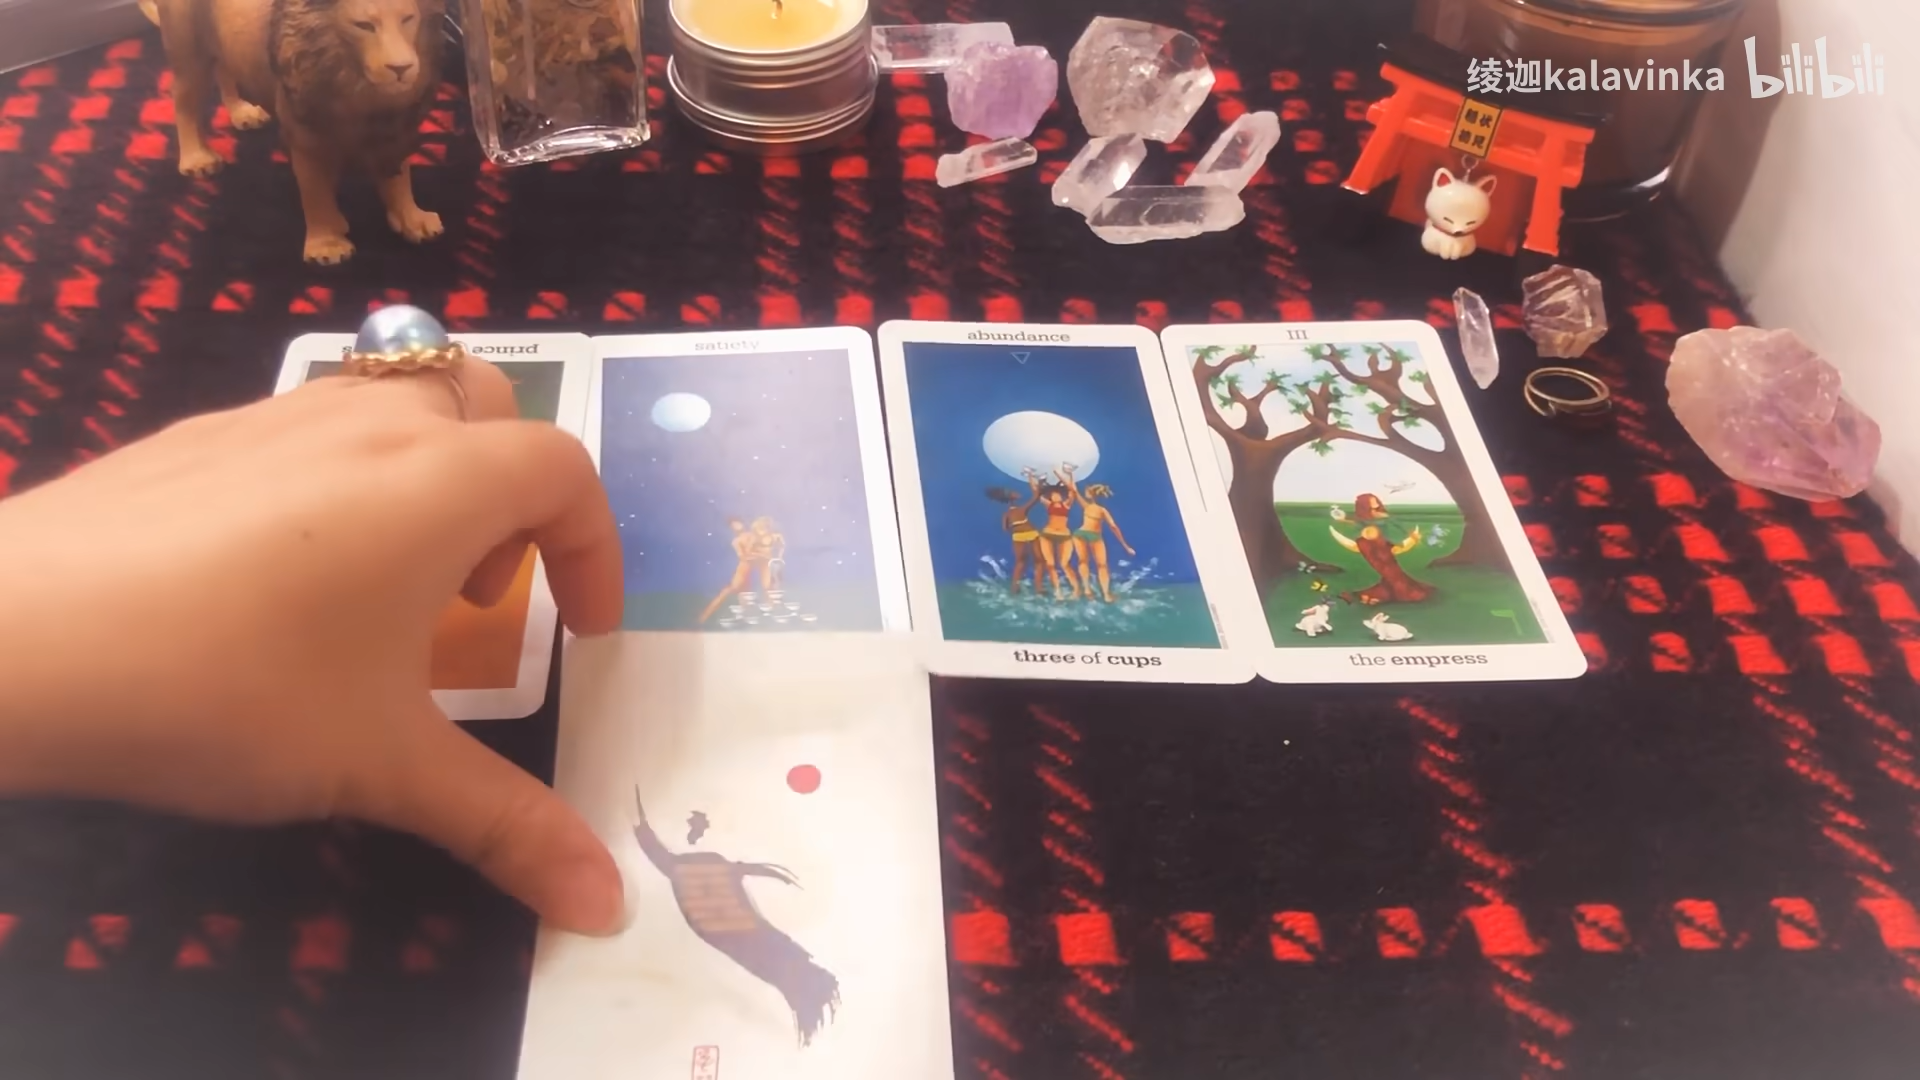 绫迦kalavinka bilibili
prince
satiety
abundance
III
three of cups
the empress